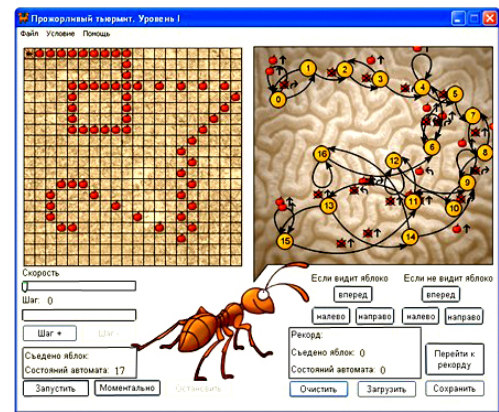 Прожорливый тьюрмит. Уровень I
Файл Условие Помощь
0
1
2
3
4
5
6
7
8
9
10
11
12
13
14
15
16
Скорость
Шаг: 0
Шаг + Шаг -
Съедено яблок:
Состояний автомата: 17
Запустить Моментально Остановить
Если видит яблоко
вперед
налево направо
Если не видит яблоко
вперед
налево направо
Рекорд:
Съедено яблок: 0
Состояний автомата: 0
Перейти к
рекорду
Очистить Загрузить Сохранить